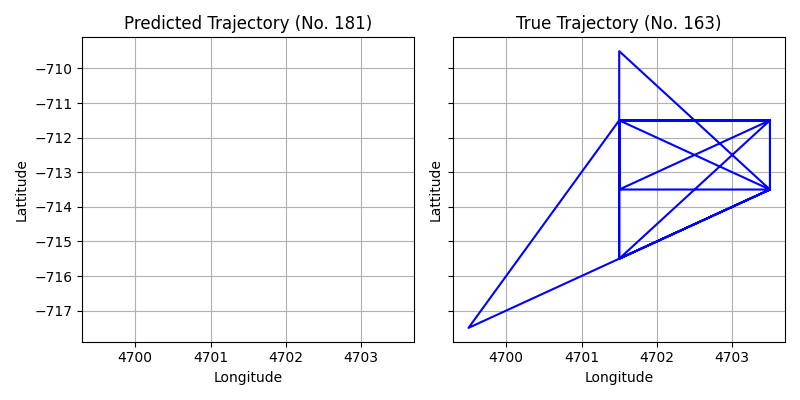 Predicted Trajectory (No. 181)
True Trajectory (No. 163)
−710
−711
−712
−713
−714
−715
−716
−717
Lattitude
Lattitude
4700 4701 4702 4703
4700 4701 4702 4703
Longitude
Longitude